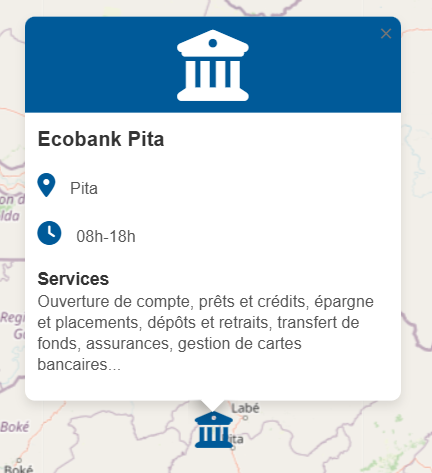 Ecobank Pita
Pita
08h-18h
Services
Ouverture de compte, prêts et crédits, épargne
et placements, dépôts et retraits, transfert de
fonds, assurances, gestion de cartes
bancaires...
Labé
Boké
Boké